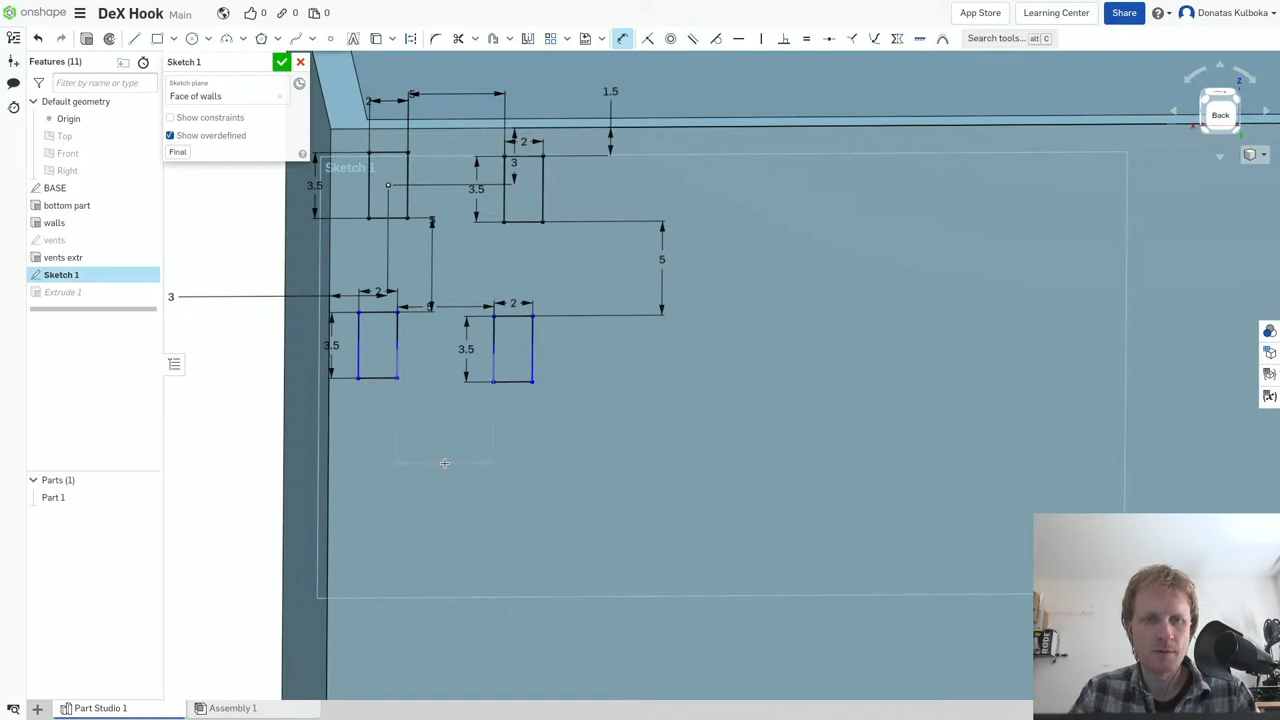 onshape
DeX Hook Main
0
0
0
App Store
Learning Center
Share
Donatas Kulboka
Search tools...
alt C
Features (11)
Filter by name or type
Default geometry
Origin
Top
Front
Right
BASE
bottom part
walls
vents
vents extr
Sketch 1
Extrude 1
Parts (1)
Part 1
Sketch 1
Sketch plane
Face of walls
Show constraints
Show overdefined
Final
Sketch 1
2
5
1.5
2
3
3.5
3.5
5
5
3
2
5
2
3.5
3.5
Z
Back
X
RODE
Part Studio 1
Assembly 1